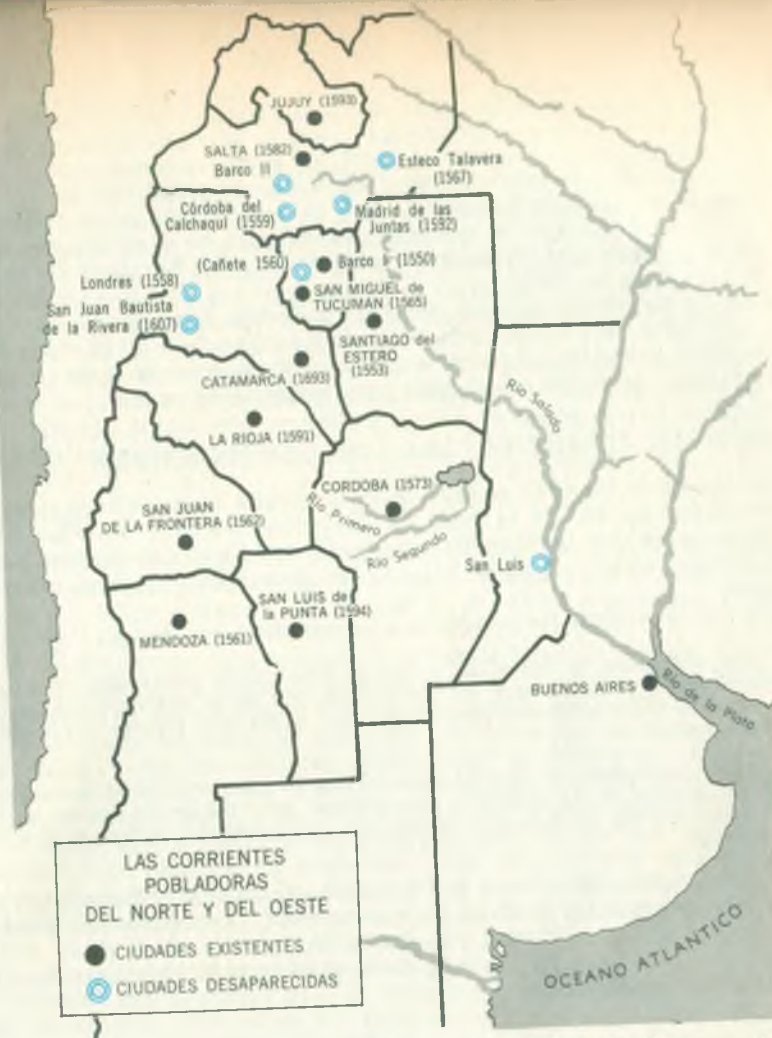 JUJUY (1593)
SALTA (1582)
Barco II
Esteco Talavera
(1567)
Córdoba del
Calchaquí (1559)
Madrid de las
Juntas (1592)
(Cañete 1560)
Barco I (1550)
Londres (1558)
SAN MIGUEL de
TUCUMAN (1565)
San Juan Bautista
de la Rivera (1607)
SANTIAGO del
ESTERO
(1553)
CATAMARCA (1693)
Río Salado
LA RIOJA (1591)
CORDOBA (1573)
Río Primero
SAN JUAN
DE LA FRONTERA (1562)
Río Segundo
San Luis
SAN LUIS de
la PUNTA (1594)
MENDOZA (1561)
BUENOS AIRES
Río de la Plata
LAS CORRIENTES
POBLADORAS
DEL NORTE Y DEL OESTE
CIUDADES EXISTENTES
CIUDADES DESAPARECIDAS
OCEANO ATLANTICO